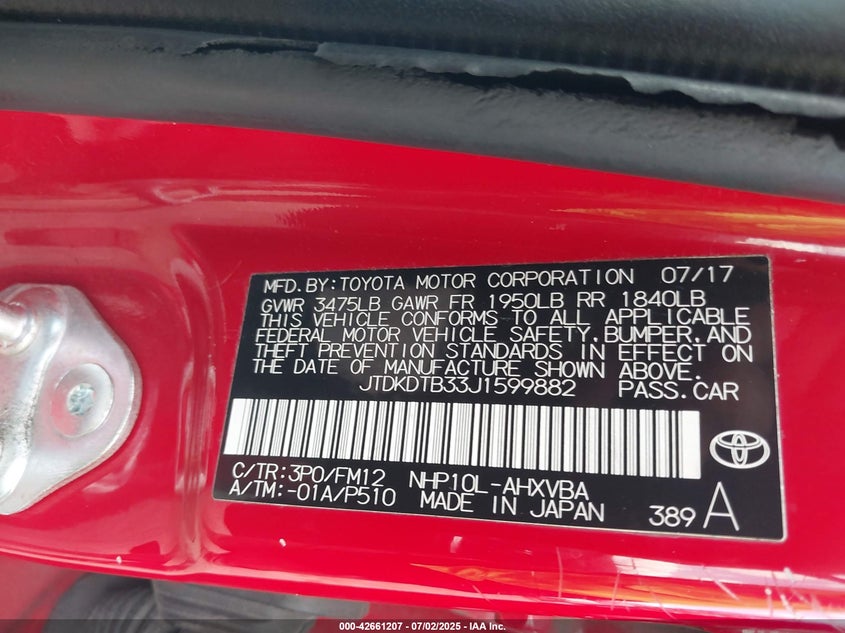 MFD.BY:TOYOTA MOTOR CORPORATION 07/17
GVWR 3475LB GAWR FR 1950LB RR 1840LB
THIS VEHICLE CONFORMS TO ALL APPLICABLE
FEDERAL MOTOR VEHICLE SAFETY,BUMPER,AND
THEFT PREVENTION STANDARDS IN EFFECT ON
THE DATE OF MANUFACTURE SHOWN ABOVE.
JTDKDTB33J1599882 PASS.CAR
C/TR:3P0/FM12 NHP10L-AHXVBA
A/TM:-01A/P510 MADE IN JAPAN 389 A
000-42661207 - 07/02/2025 - IAA Inc.